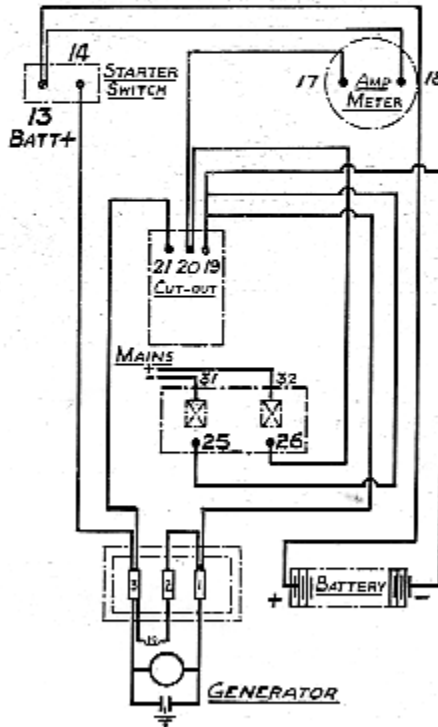 14
STARTER
SWITCH
13
BATT+
17
AMP
METER
18
21 20 19
CUT-OUT
MAINS
+
-
31
32
25
26
3
2
1
+
BATTERY
-
GENERATOR